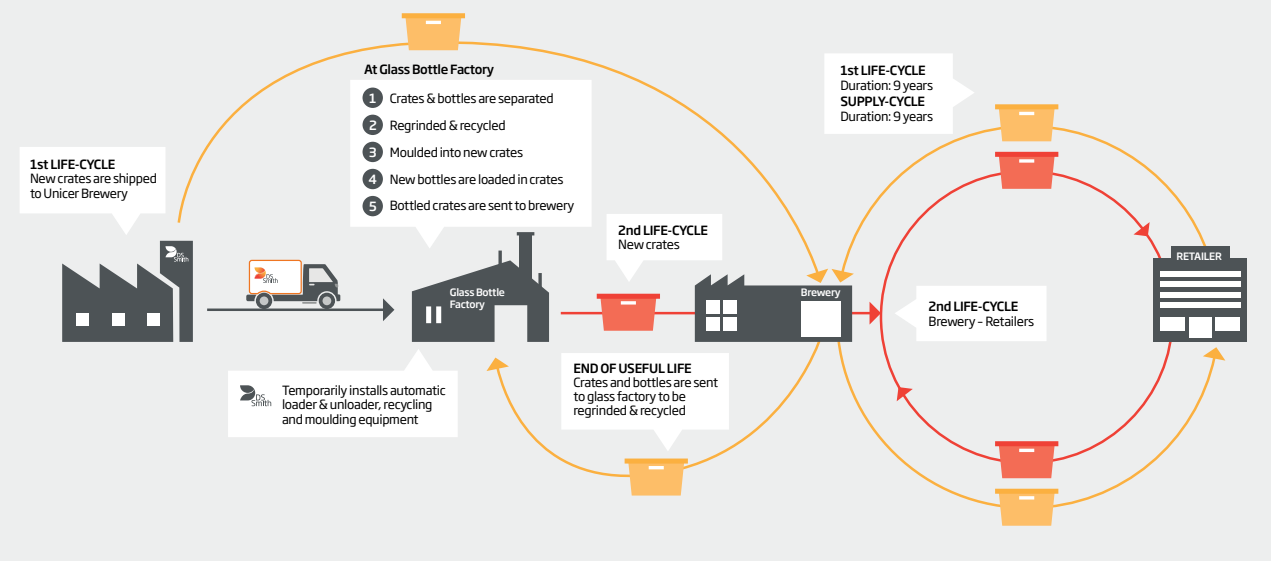 At Glass Bottle Factory
1 Crates & bottles are separated
2 Regrinded & recycled
3 Moulded into new crates
4 New bottles are loaded in crates
5 Bottled crates are sent to brewery
1st LIFE-CYCLE
New crates are shipped
to Unicer Brewery
DS
Smith
DS
Smith
Glass Bottle
Factory
DS
Smith
Temporarily installs automatic
loader & unloader, recycling
and moulding equipment
2nd LIFE-CYCLE
New crates
Brewery
END OF USEFUL LIFE
Crates and bottles are sent
to glass factory to be
regrinded & recycled
1st LIFE-CYCLE
Duration: 9 years
SUPPLY-CYCLE
Duration: 9 years
2nd LIFE-CYCLE
Brewery – Retailers
RETAILER